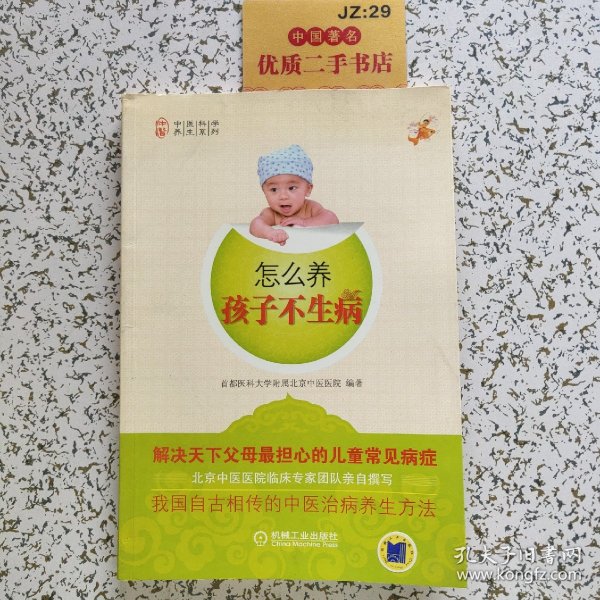 JZ:29
中国著名
优质二手书店
中医
中医科学
养生系列
怎么养
孩子不生病
首都医科大学附属北京中医医院 编著
解决天下父母最担心的儿童常见病症
北京中医医院临床专家团队亲自撰写
我国自古相传的中医治病养生方法
机械工业出版社
China Machine Press
孔夫子旧书网
www.kongfz.com